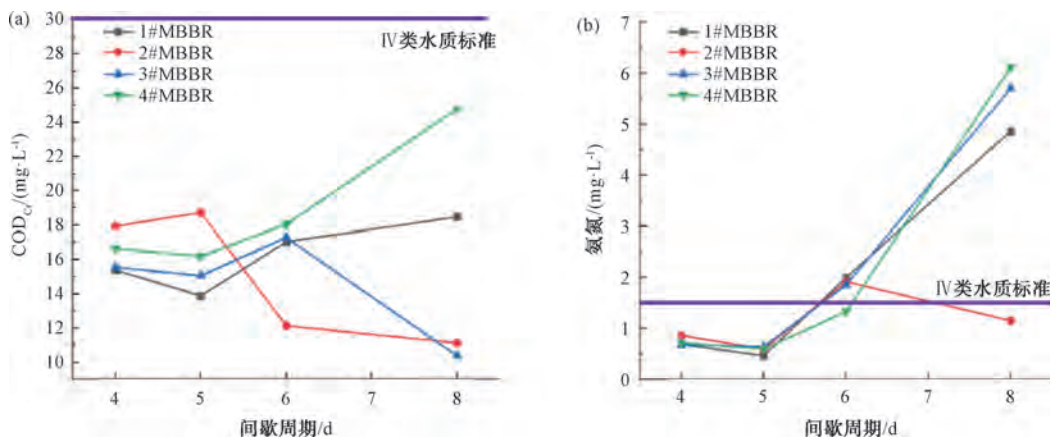 (a)
30
28
26
24
22
20
18
16
14
12
10
COD_Cr/(mg·L⁻¹)
1#MBBR
2#MBBR
3#MBBR
4#MBBR
Ⅳ类水质标准
4 5 6 7 8
间歇周期/d
(b)
7
6
5
4
3
2
1
0
氨氮/(mg·L⁻¹)
1#MBBR
2#MBBR
3#MBBR
4#MBBR
Ⅳ类水质标准
4 5 6 7 8
间歇周期/d